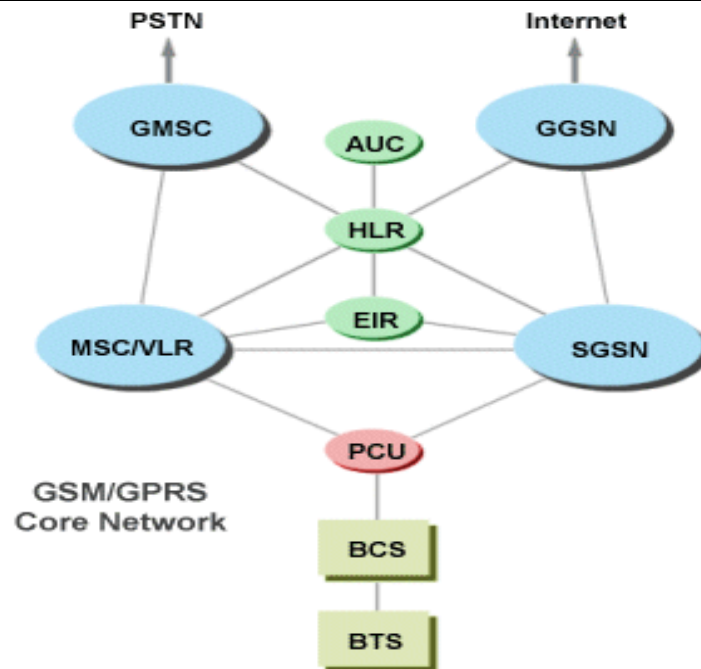 PSTN
Internet
GMSC
GGSN
AUC
HLR
EIR
MSC/VLR
SGSN
PCU
GSM/GPRS
Core Network
BCS
BTS